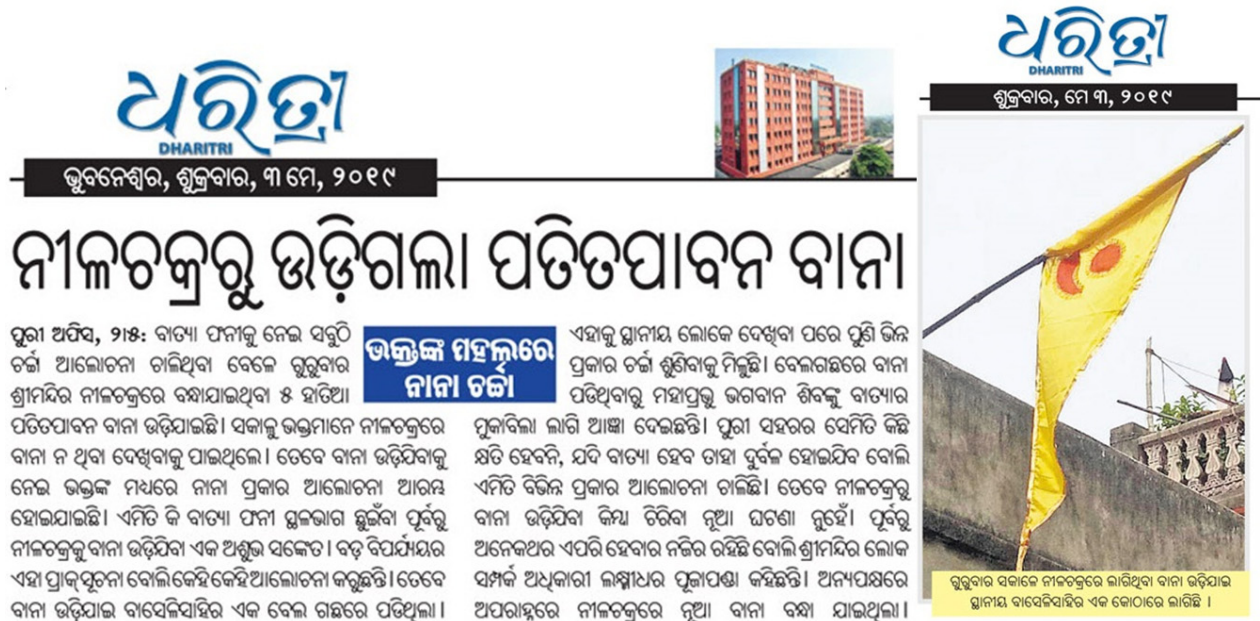 ଧରିତ୍ରୀ
DHARITRI
ଭୁବନେଶ୍ୱର, ଶୁକ୍ରବାର, ୩ ମେ, ୨୦୧୯
ନୀଳଚକ୍ରରୁ ଉଡ଼ିଗଲା ପତିତପାବନ ବାନା
ପୁରୀ ଅଫିସ, ୨।୫: ବାତ୍ୟା ଫନୀକୁ ନେଇ ସବୁଠି
ଚର୍ଚ୍ଚା ଆଲୋଚନା ଚାଲିଥିବା ବେଳେ ଗୁରୁବାର
ଶ୍ରୀମନ୍ଦିର ନୀଳଚକ୍ରରେ ବନ୍ଧାଯାଇଥିବା ୫ ହାତିଆ
ପତିତପାବନ ବାନା ଉଡ଼ିଯାଇଛି। ସକାଳୁ ଭକ୍ତମାନେ ନୀଳଚକ୍ରରେ
ବାନା ନ ଥିବା ଦେଖିବାକୁ ପାଇଥିଲେ। ତେବେ ବାନା ଉଡ଼ିଯିବାକୁ
ନେଇ ଭକ୍ତଙ୍କ ମଧ୍ୟରେ ନାନା ପ୍ରକାର ଆଲୋଚନା ଆରମ୍ଭ
ହୋଇଯାଇଛି। ଏମିତି କି ବାତ୍ୟା ଫନୀ ସ୍ଥଳଭାଗ ଛୁଇଁବା ପୂର୍ବରୁ
ନୀଳଚକ୍ରରୁ ବାନା ଉଡ଼ିଯିବା ଏକ ଅଶୁଭ ସଙ୍କେତ। ବଡ଼ ବିପର୍ଯ୍ୟୟର
ଏହା ପ୍ରାକ୍‌ସୂଚନା ବୋଲି କେହି କେହି ଆଲୋଚନା କରୁଛନ୍ତି। ତେବେ
ବାନା ଉଡ଼ିଯାଇ ବାସେଳିସାହିର ଏକ ବେଲ ଗଛରେ ପଡିଥିଲା।
ଭକ୍ତଙ୍କ ମହଲରେ
ନାନା ଚର୍ଚ୍ଚା
ଏହାକୁ ସ୍ଥାନୀୟ ଲୋକେ ଦେଖିବା ପରେ ପୁଣି ଭିନ୍ନ
ପ୍ରକାର ଚର୍ଚ୍ଚା ଶୁଣିବାକୁ ମିଳୁଛି। ବେଲଗଛରେ ବାନା
ପଡିଥିବାରୁ ମହାପ୍ରଭୁ ଭଗବାନ ଶିବଙ୍କୁ ବାତ୍ୟାର
ମୁକାବିଲା ଲାଗି ଆଜ୍ଞା ଦେଇଛନ୍ତି। ପୁରୀ ସହରର ସେମିତି କିଛି
କ୍ଷତି ହେବନି, ଯଦି ବାତ୍ୟା ହେବ ତାହା ଦୁର୍ବଳ ହୋଇଯିବ ବୋଲି
ଏମିତି ବିଭିନ୍ନ ପ୍ରକାର ଆଲୋଚନା ଚାଲିଛି। ତେବେ ନୀଳଚକ୍ରରୁ
ବାନା ଉଡ଼ିଯିବା କିମ୍ବା ଚିରିବା ନୂଆ ଘଟଣା ନୁହେଁ। ପୂର୍ବରୁ
ଅନେକଥର ଏପରି ହେବାର ନଜିର ରହିଛି ବୋଲି ଶ୍ରୀମନ୍ଦିର ଲୋକ
ସମ୍ପର୍କ ଅଧିକାରୀ ଲକ୍ଷ୍ମୀଧର ପୂଜାପଣ୍ଡା କହିଛନ୍ତି। ଅନ୍ୟପକ୍ଷରେ
ଅପରାହ୍ନରେ ନୀଳଚକ୍ରରେ ନୂଆ ବାନା ବନ୍ଧା ଯାଇଥିଲା।
ଧରିତ୍ରୀ
DHARITRI
ଶୁକ୍ରବାର, ମେ ୩, ୨୦୧୯
ଗୁରୁବାର ସକାଳେ ନୀଳଚକ୍ରରେ ଲାଗିଥିବା ବାନା ଉଡ଼ିଯାଇ
ସ୍ଥାନୀୟ ବାସେଳିସାହିର ଏକ କୋଠାରେ ଲାଗିଛି ।